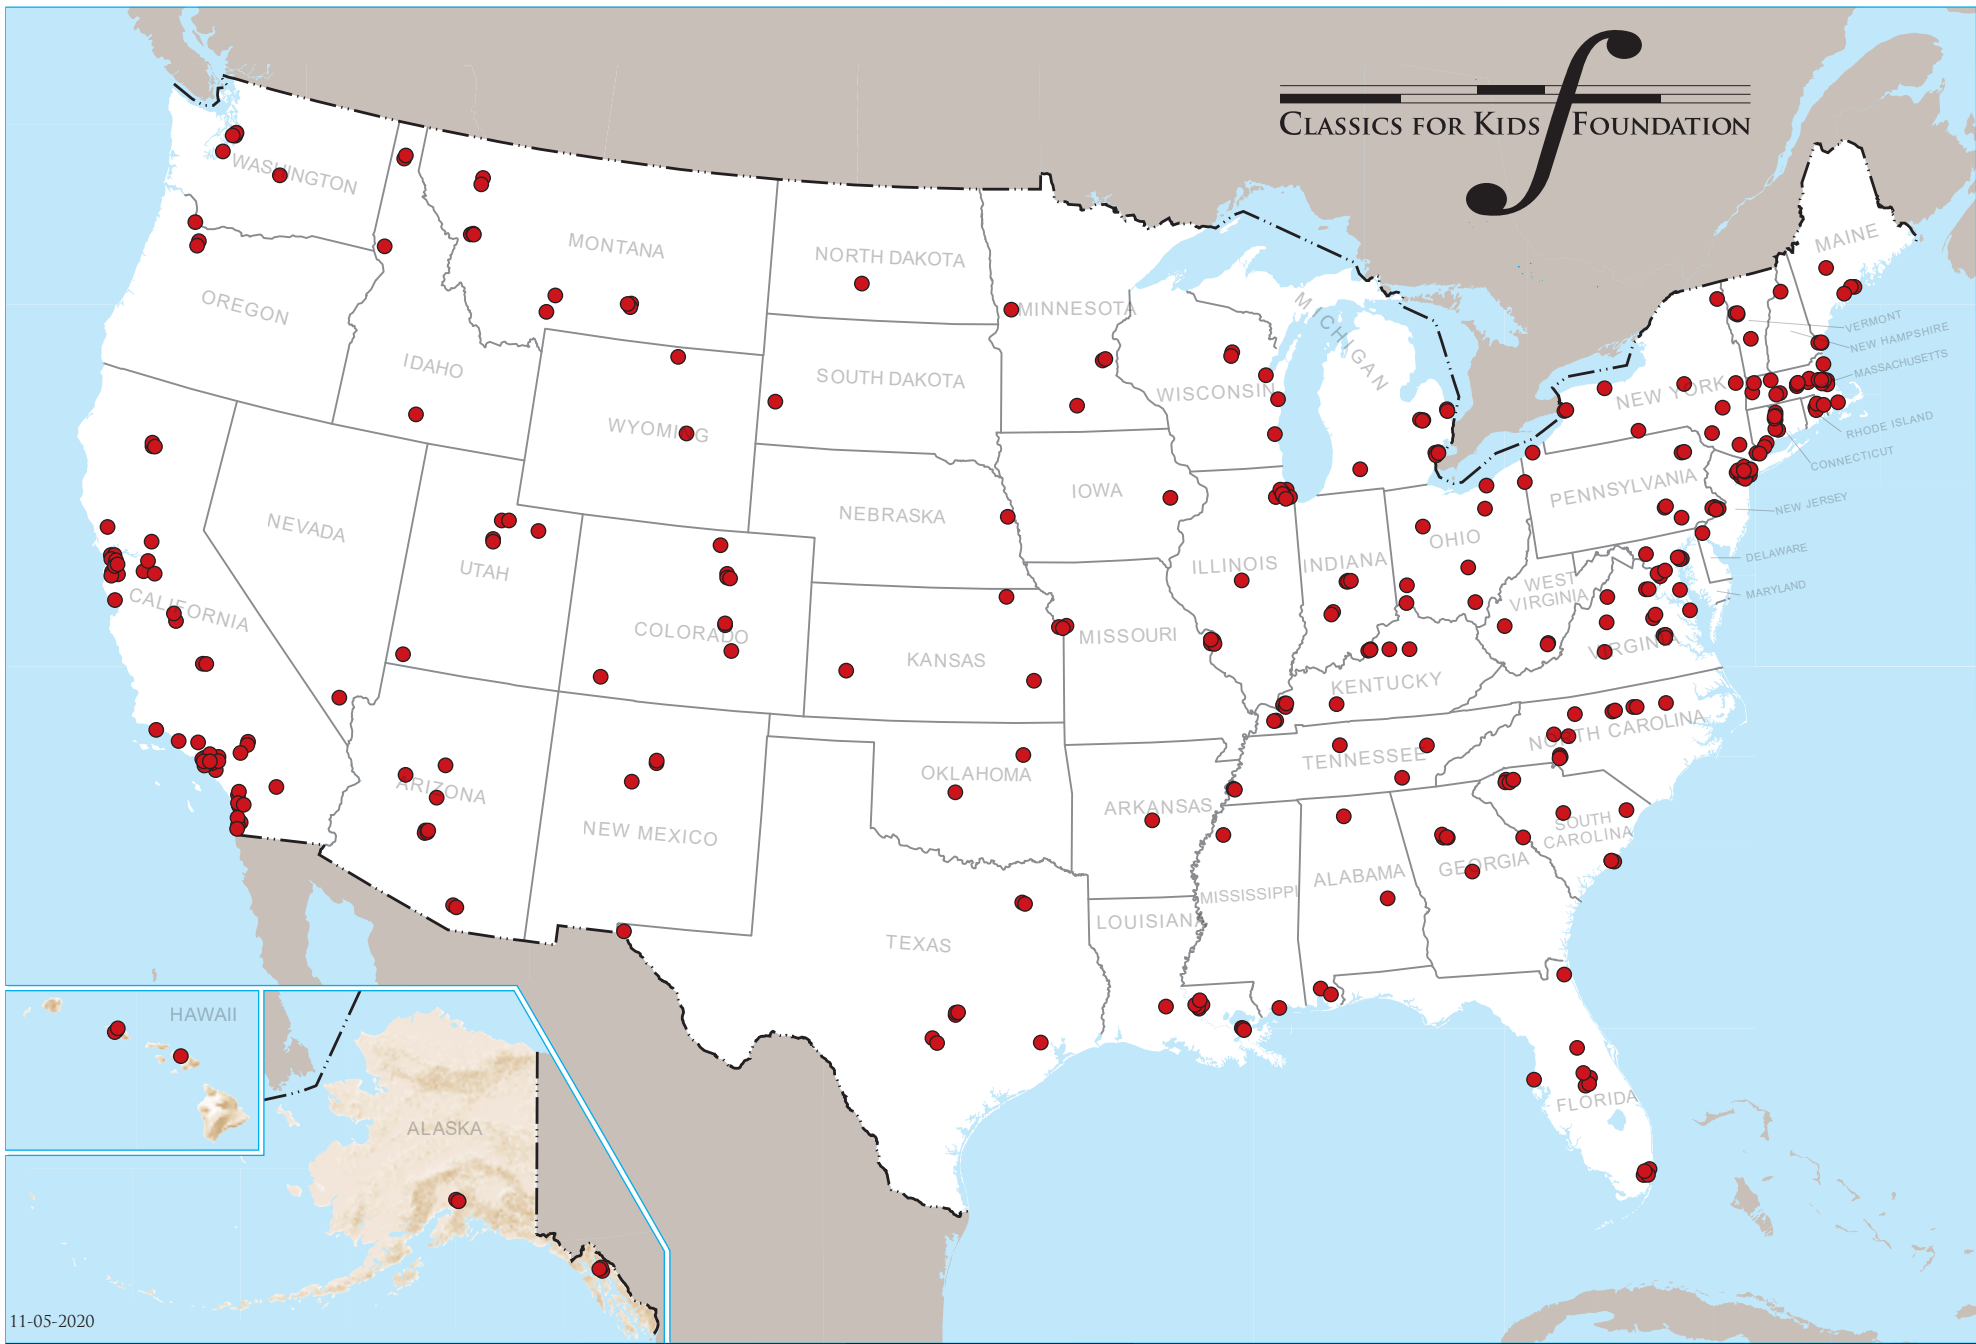 CLASSICS FOR KIDS FOUNDATION
WASHINGTON
MONTANA
NORTH DAKOTA
MINNESOTA
MICHIGAN
MAINE
OREGON
IDAHO
SOUTH DAKOTA
WISCONSIN
NEW YORK
VERMONT
NEW HAMPSHIRE
MASSACHUSETTS
RHODE ISLAND
CONNECTICUT
WYOMING
NEVADA
UTAH
NEBRASKA
IOWA
ILLINOIS
INDIANA
OHIO
PENNSYLVANIA
NEW JERSEY
DELAWARE
MARYLAND
WEST
VIRGINIA
VIRGINIA
CALIFORNIA
COLORADO
KANSAS
MISSOURI
KENTUCKY
NORTH CAROLINA
TENNESSEE
ARIZONA
NEW MEXICO
OKLAHOMA
ARKANSAS
SOUTH
CAROLINA
MISSISSIPPI
ALABAMA
GEORGIA
TEXAS
LOUISIANA
FLORIDA
HAWAII
ALASKA
11-05-2020